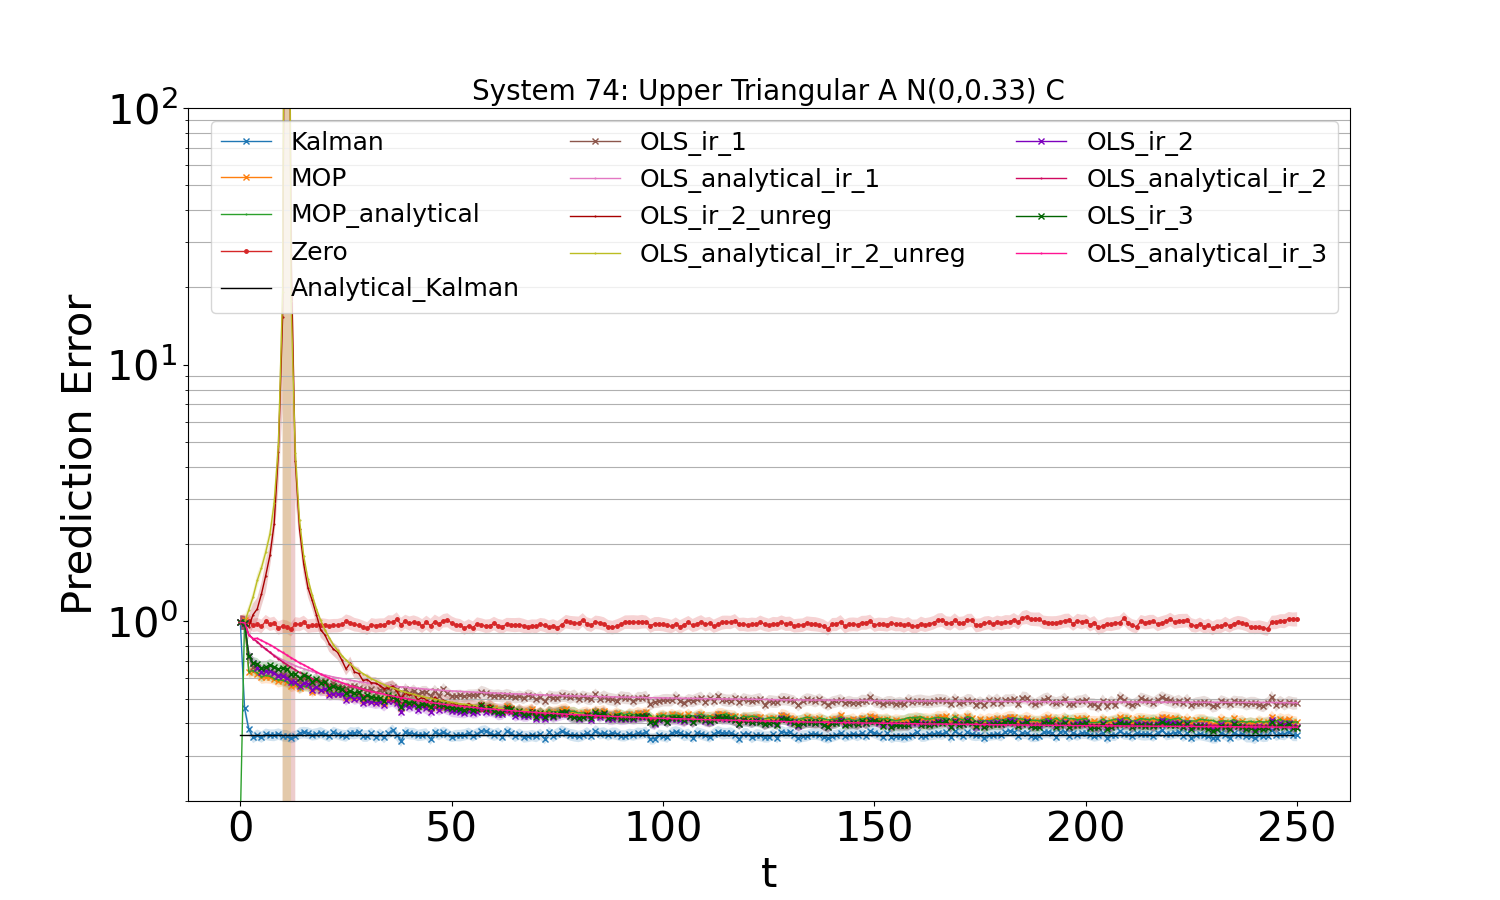 System 74: Upper Triangular A N(0,0.33) C
10²
10¹
10⁰
Prediction Error
Kalman
MOP
MOP_analytical
Zero
Analytical_Kalman
OLS_ir_1
OLS_analytical_ir_1
OLS_ir_2_unreg
OLS_analytical_ir_2_unreg
OLS_ir_2
OLS_analytical_ir_2
OLS_ir_3
OLS_analytical_ir_3
0 50 100 150 200 250
t